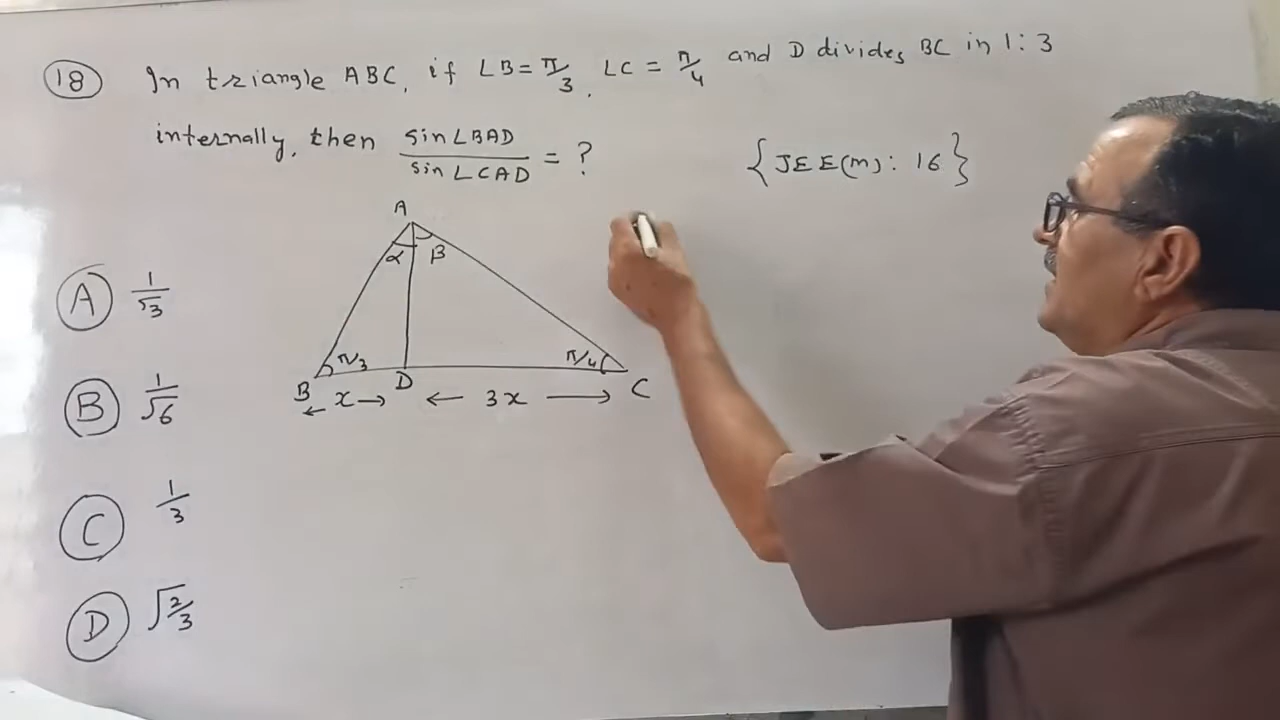 18 In triangle ABC, if ∠B = π/3, ∠C = π/4 and D divides BC in 1 : 3
internally, then sin∠BAD / sin∠CAD = ?
{JEE(M) : 16}
A
α β
A 1/√3
π/3 π/4
B D C
← x → ← 3x →
B 1/√6
C 1/3
D √2/3